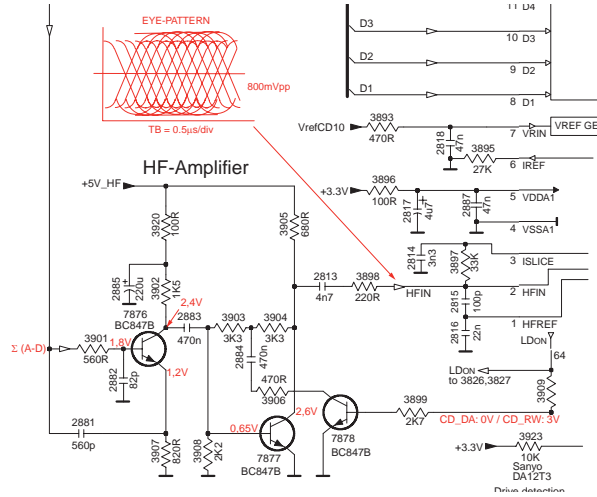 EYE-PATTERN
800mVpp
TB = 0.5µs/div
HF-Amplifier
+5V_HF
3920
100R
3905
680R
2885
220u
3902
1K5
2,4V
7876
BC847B
2883
470n
3903
3K3
3904
3K3
2884
470n
Σ (A-D)
3901
560R
1,8V
2882
82p
1,2V
470R
3906
2881
560p
3907
820R
3908
2K2
0,65V
2,6V
7877
BC847B
7878
BC847B
3899
2K7
CD_DA: 0V / CD_RW: 3V
2813
4n7
3898
220R
HFIN
D3
D2
D1
11 D4
10 D3
9 D2
8 D1
VrefCD10
3893
470R
2818
47n
7 VRIN
VREF GE
3895
27K
6 IREF
+3.3V
3896
100R
2817
4u7
2887
47n
5 VDDA1
4 VSSA1
2814
3n3
3897
33K
3 ISLICE
2815
100p
2 HFIN
2816
22n
1 HFREF
LDON
64
LDON
to 3826,3827
3909
+3.3V
3923
10K
Sanyo
DA12T3
Drive detection